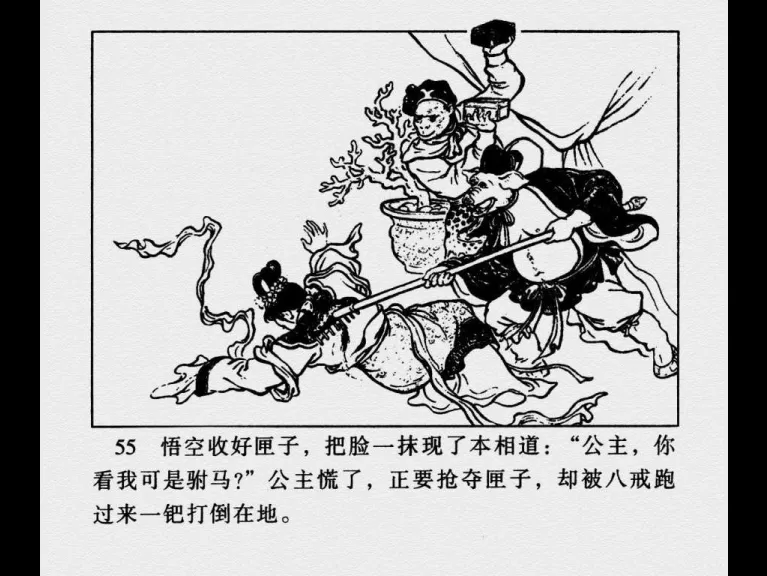 55 悟空收好匣子，把脸一抹现了本相道：“公主，你
看我可是驸马？”公主慌了，正要抢夺匣子，却被八戒跑
过来一钯打倒在地。